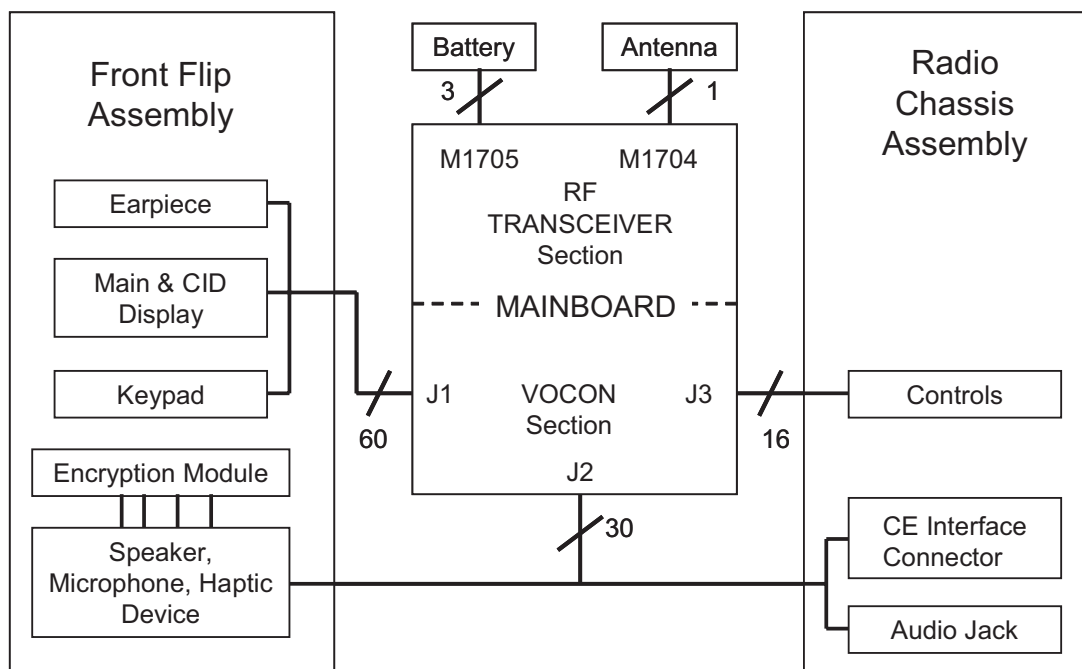 Front Flip
Assembly
Battery
Antenna
Radio
Chassis
Assembly
3
1
M1705
M1704
RF
TRANSCEIVER
Section
Earpiece
Main & CID
Display
MAINBOARD
Keypad
J1
VOCON
Section
J3
Controls
60
16
J2
Encryption Module
30
Speaker,
Microphone, Haptic
Device
CE Interface
Connector
Audio Jack